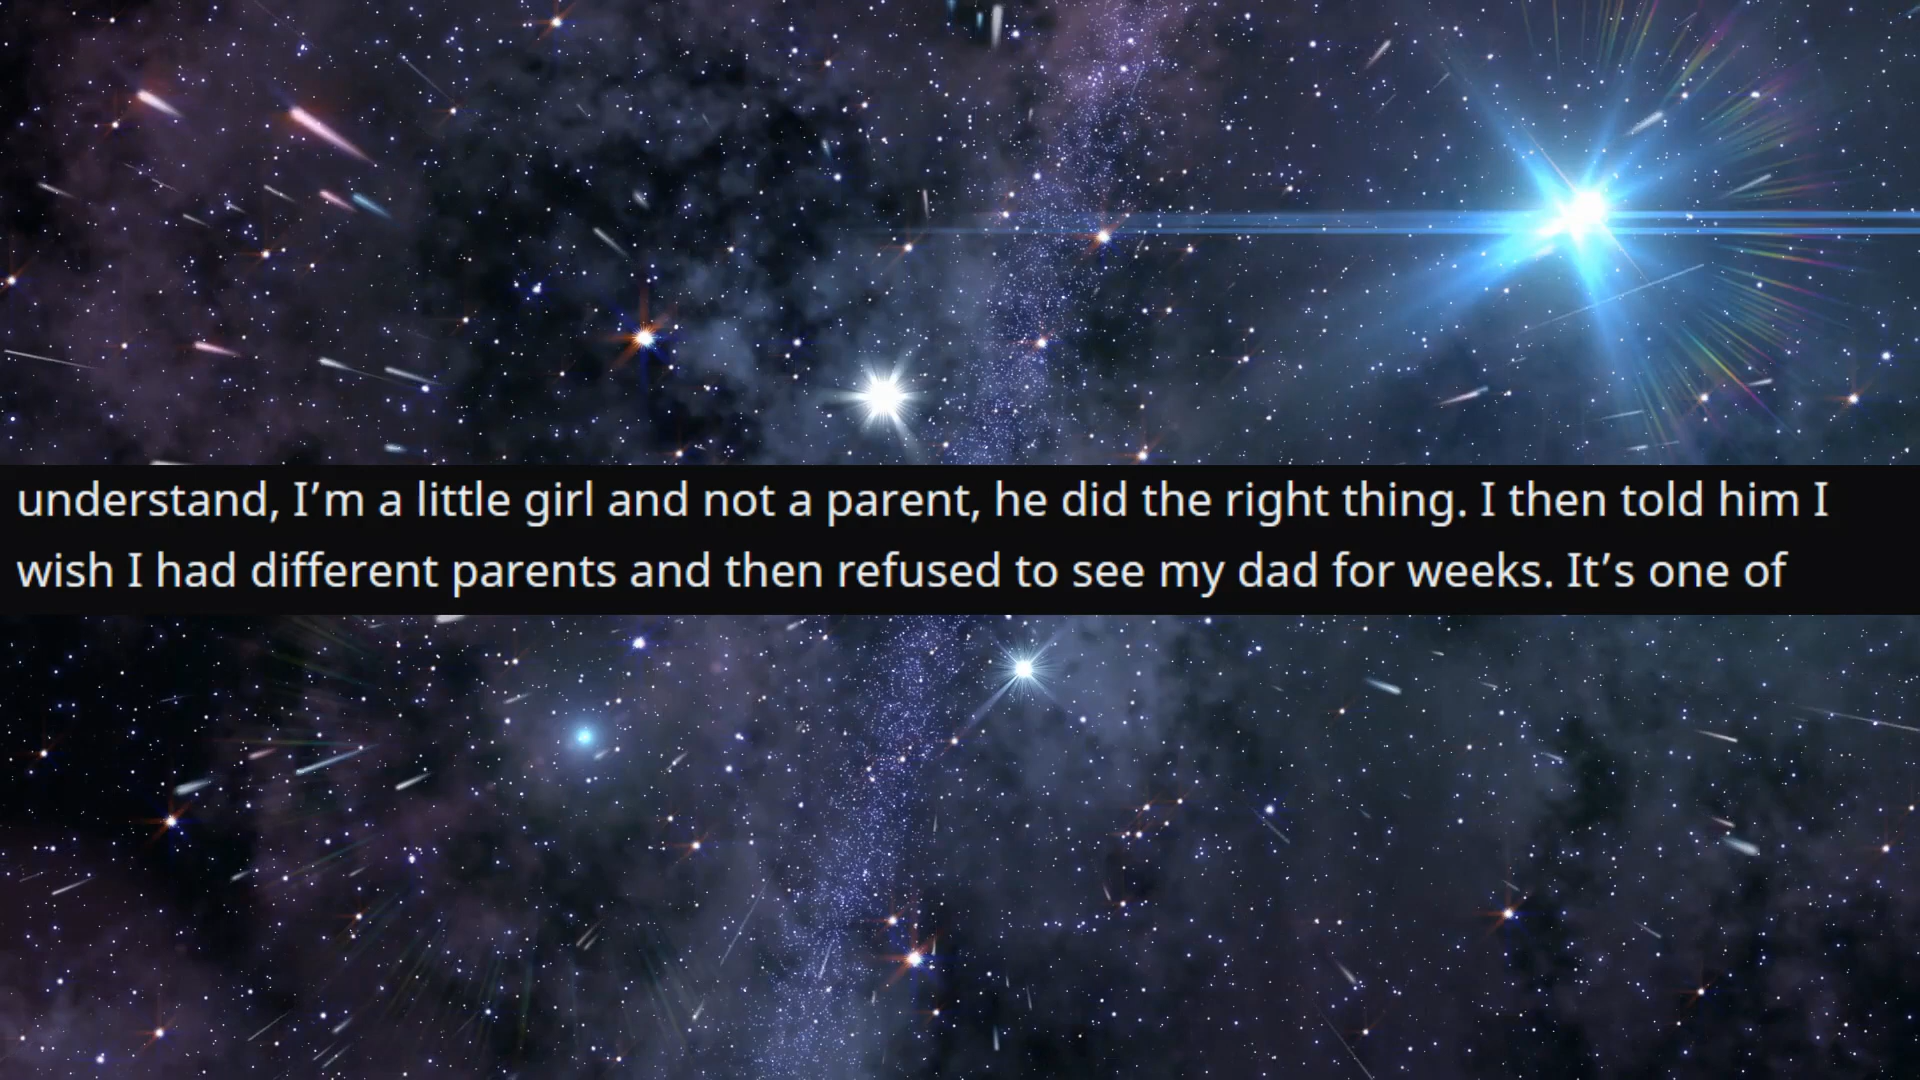 understand, I’m a little girl and not a parent, he did the right thing. I then told him I
wish I had different parents and then refused to see my dad for weeks. It’s one of